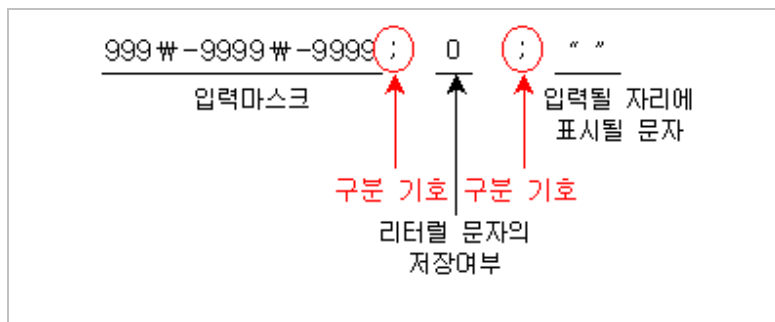 999₩-9999₩-9999 ; 0 ; " "
입력마스크
입력될 자리에
표시될 문자
구분 기호 구분 기호
리터럴 문자의
저장여부